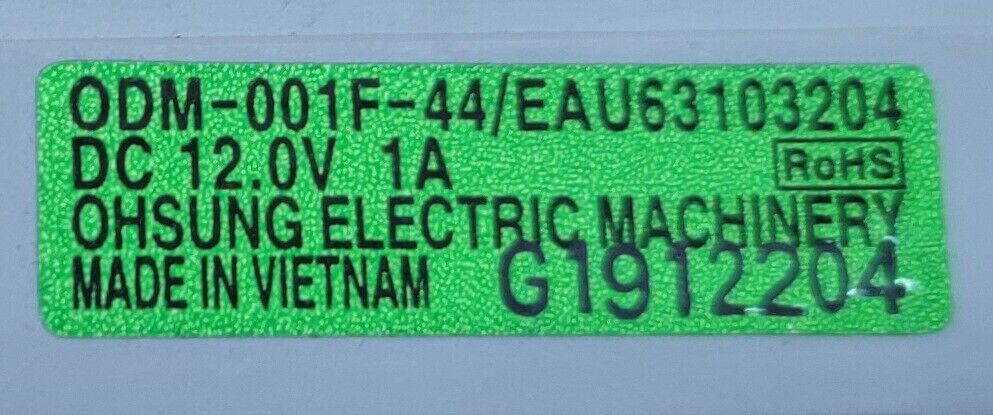 ODM-001F-44/EAU63103204
DC 12.0V 1A
RoHS
OHSUNG ELECTRIC MACHINERY
MADE IN VIETNAM
G1912204